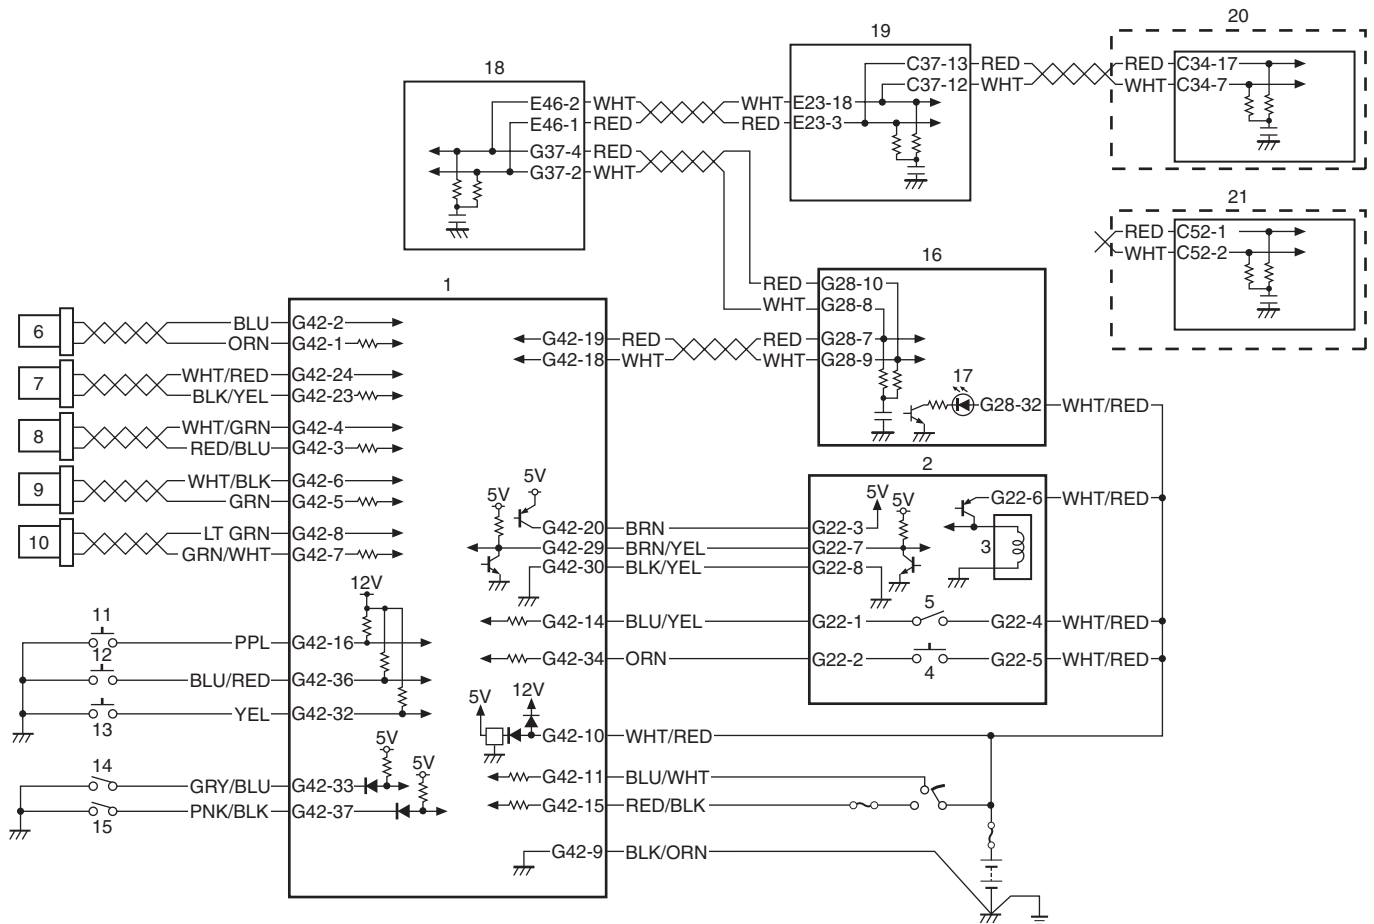 20
19
18
C37-13 RED RED C34-17
C37-12 WHT WHT C34-7
E46-2 WHT WHT E23-18
E46-1 RED RED E23-3
G37-4 RED
G37-2 WHT
21
RED C52-1
WHT C52-2
16
1
RED G28-10
WHT G28-8
6 BLU G42-2
ORN G42-1
G42-19 RED RED G28-7
G42-18 WHT WHT G28-9
7 WHT/RED G42-24
BLK/YEL G42-23
17
G28-32 WHT/RED
8 WHT/GRN G42-4
RED/BLU G42-3
9 WHT/BLK G42-6
GRN G42-5
10 LT GRN G42-8
GRN/WHT G42-7
2
5V 5V
5V 5V
G22-6 WHT/RED
G42-20 BRN G22-3
G42-29 BRN/YEL G22-7
3
G42-30 BLK/YEL G22-8
12V
11
PPL G42-16
G42-14 BLU/YEL G22-1 5 G22-4 WHT/RED
12
BLU/RED G42-36
G42-34 ORN G22-2 4 G22-5 WHT/RED
13
YEL G42-32
5V 12V
G42-10 WHT/RED
5V 5V
14
GRY/BLU G42-33
G42-11 BLU/WHT
15
PNK/BLK G42-37
G42-15 RED/BLK
G42-9 BLK/ORN